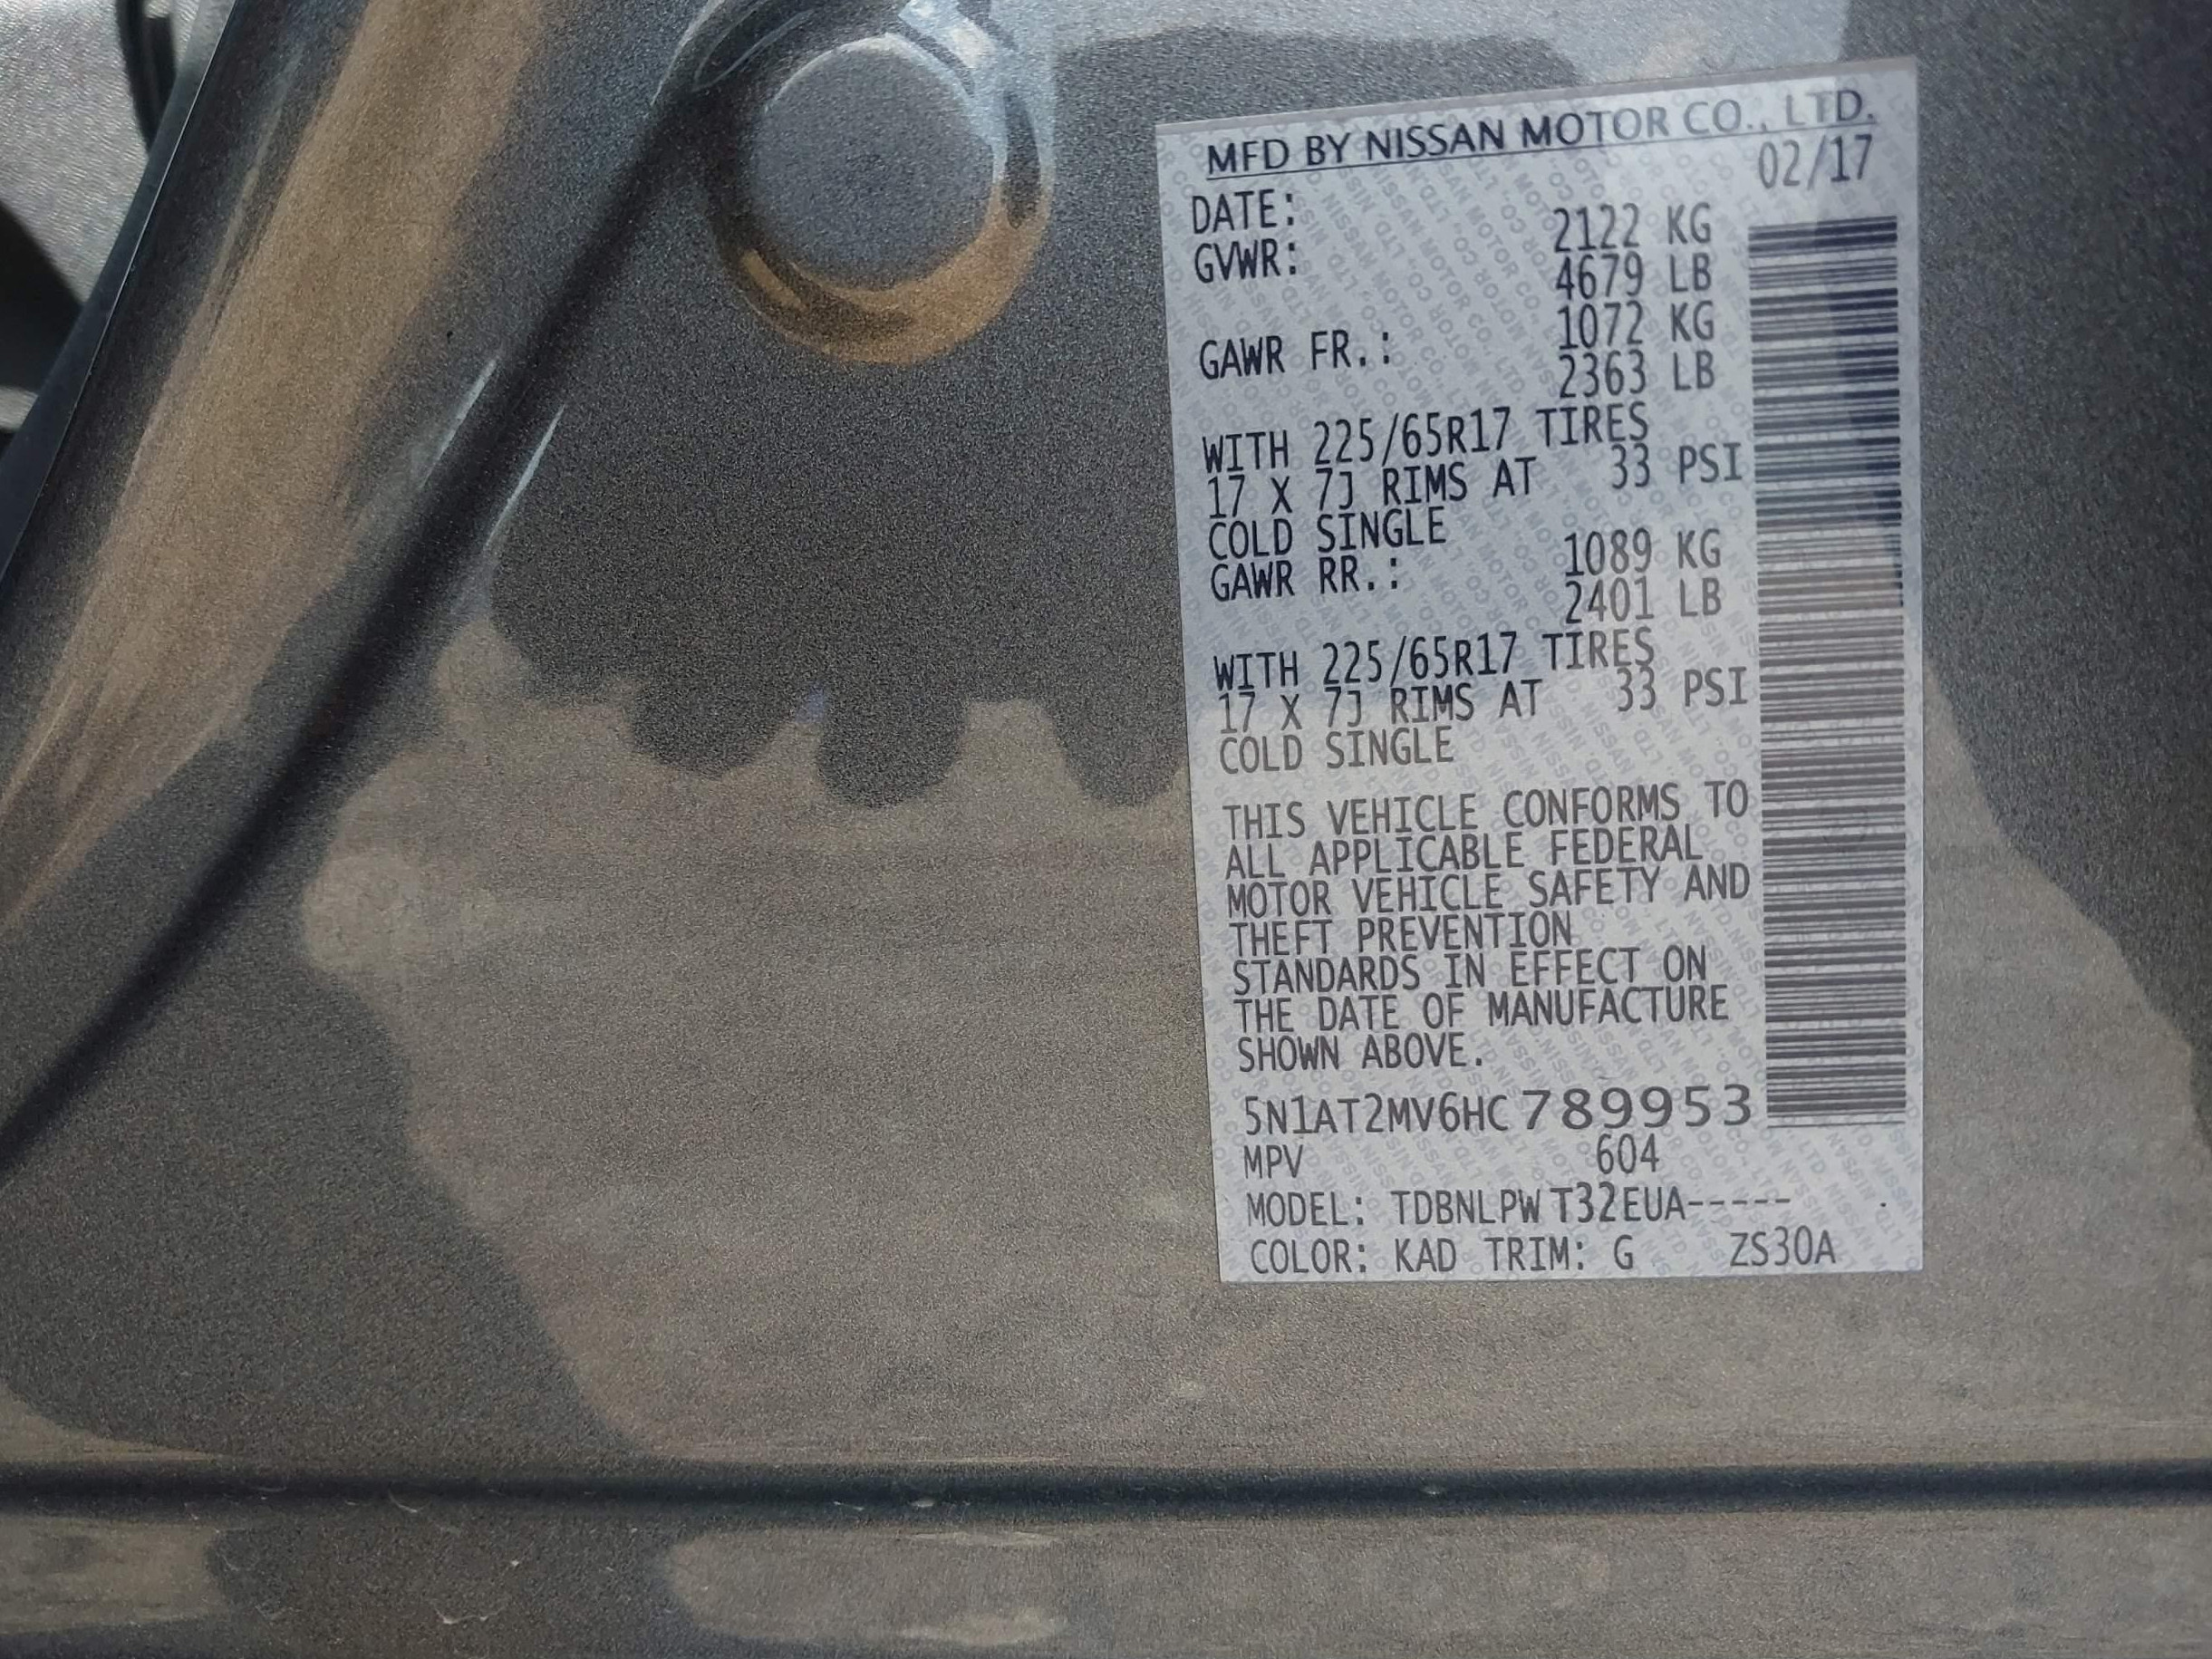 MFD BY NISSAN MOTOR CO., LTD.
DATE: 02/17
GVWR: 2122 KG
4679 LB
GAWR FR.: 1072 KG
2363 LB
WITH 225/65R17 TIRES
17 X 7J RIMS AT 33 PSI
COLD SINGLE
GAWR RR.: 1089 KG
2401 LB
WITH 225/65R17 TIRES
17 X 7J RIMS AT 33 PSI
COLD SINGLE
THIS VEHICLE CONFORMS TO
ALL APPLICABLE FEDERAL
MOTOR VEHICLE SAFETY AND
THEFT PREVENTION
STANDARDS IN EFFECT ON
THE DATE OF MANUFACTURE
SHOWN ABOVE.
5N1AT2MV6HC789953
MPV 604
MODEL: TDBNLPW T32EUA-----
COLOR: KAD TRIM: G ZS30A